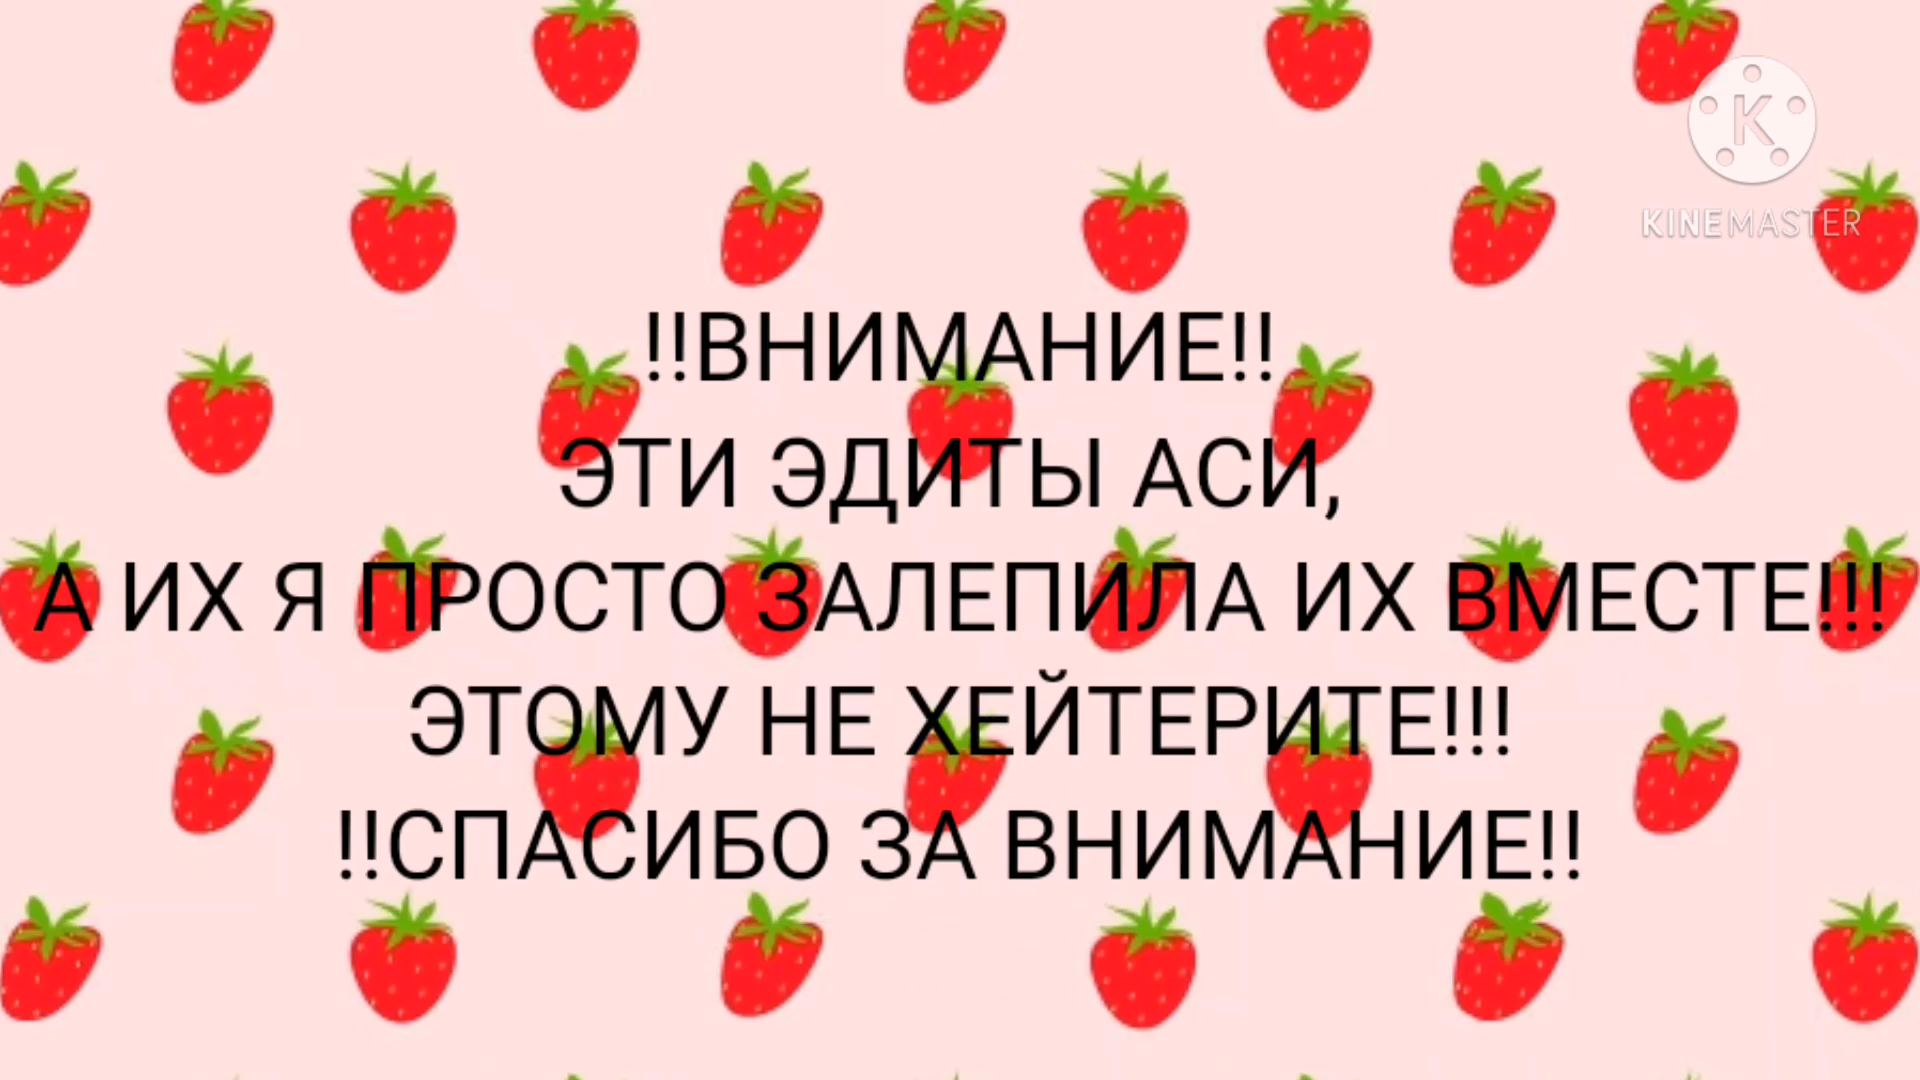 KINEMASTER
!!ВНИМАНИЕ!!
ЭТИ ЭДИТЫ АСИ,
А ИХ Я ПРОСТО ЗАЛЕПИЛА ИХ ВМЕСТЕ!!!
ЭТОМУ НЕ ХЕЙТЕРИТЕ!!!
!!СПАСИБО ЗА ВНИМАНИЕ!!